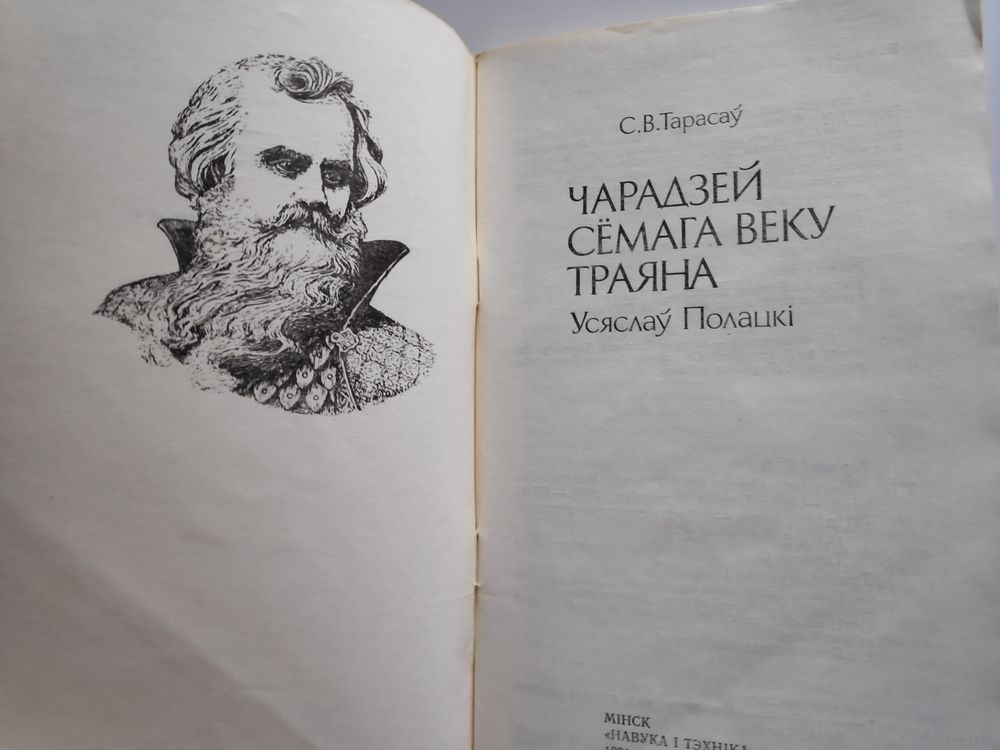 С.В.Тарасаў
ЧАРАДЗЕЙ
СЁМАГА ВЕКУ
ТРАЯНА
Усяслаў Полацкі
МІНСК
«НАВУКА І ТЭХНІКА